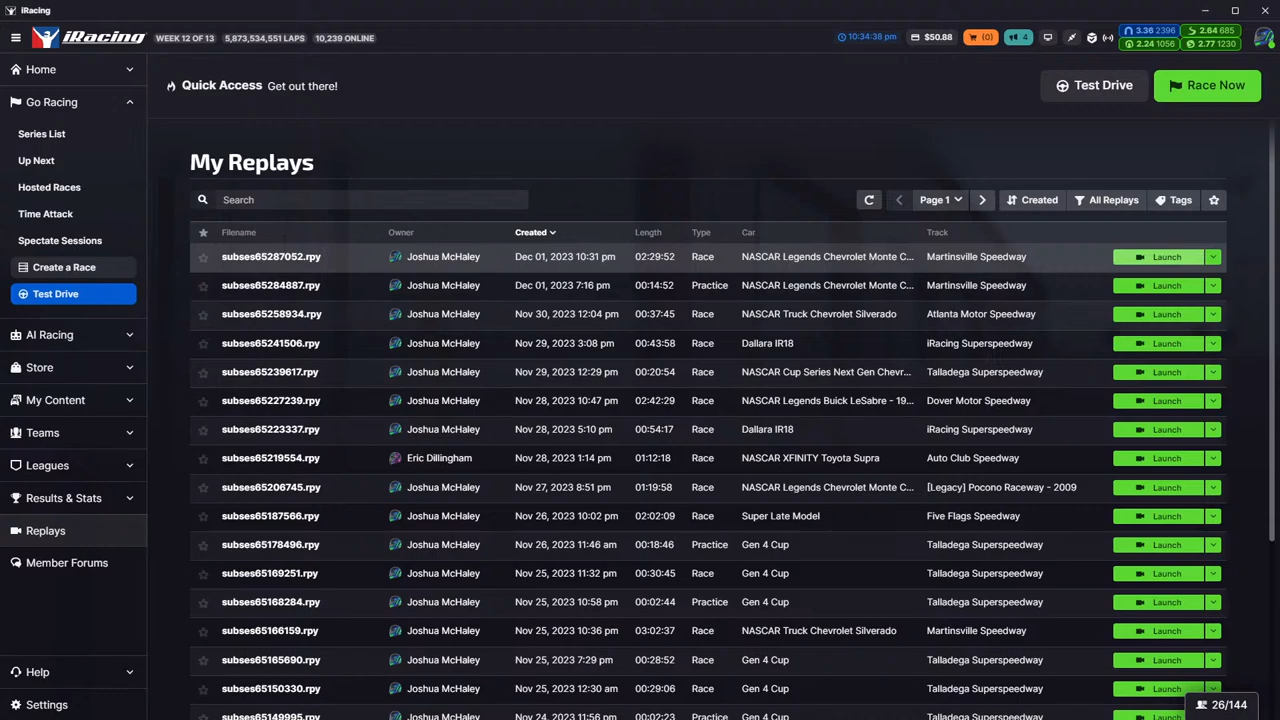 iRacing
iRacing WEEK 12 OF 13 5,873,534,551 LAPS 10,239 ONLINE 10:34:38 pm $50.88 (0) 4 3.36 2396 2.64 685
2.24 1056 2.77 1230
Home
Go Racing
Series List
Up Next
Hosted Races
Time Attack
Spectate Sessions
Create a Race
Test Drive
AI Racing
Store
My Content
Teams
Leagues
Results & Stats
Replays
Member Forums
Help
Settings
Quick Access Get out there! Test Drive Race Now
My Replays
Search Page 1 Created All Replays Tags
Filename Owner Created Length Type Car Track
subses65287052.rpy Joshua McHaley Dec 01, 2023 10:31 pm 02:29:52 Race NASCAR Legends Chevrolet Monte C... Martinsville Speedway Launch
subses65284887.rpy Joshua McHaley Dec 01, 2023 7:16 pm 00:14:52 Practice NASCAR Legends Chevrolet Monte C... Martinsville Speedway Launch
subses65258934.rpy Joshua McHaley Nov 30, 2023 12:04 pm 00:37:45 Race NASCAR Truck Chevrolet Silverado Atlanta Motor Speedway Launch
subses65241506.rpy Joshua McHaley Nov 29, 2023 3:08 pm 00:43:58 Race Dallara IR18 iRacing Superspeedway Launch
subses65239617.rpy Joshua McHaley Nov 29, 2023 12:29 pm 00:20:54 Race NASCAR Cup Series Next Gen Chevr... Talladega Superspeedway Launch
subses65227239.rpy Joshua McHaley Nov 28, 2023 10:47 pm 02:42:29 Race NASCAR Legends Buick LeSabre - 19... Dover Motor Speedway Launch
subses65223337.rpy Joshua McHaley Nov 28, 2023 5:10 pm 00:54:17 Race Dallara IR18 iRacing Superspeedway Launch
subses65219554.rpy Eric Dillingham Nov 28, 2023 1:14 pm 01:12:18 Race NASCAR XFINITY Toyota Supra Auto Club Speedway Launch
subses65206745.rpy Joshua McHaley Nov 27, 2023 8:51 pm 01:19:58 Race NASCAR Legends Chevrolet Monte C... [Legacy] Pocono Raceway - 2009 Launch
subses65187566.rpy Joshua McHaley Nov 26, 2023 10:02 pm 02:02:09 Race Super Late Model Five Flags Speedway Launch
subses65178496.rpy Joshua McHaley Nov 26, 2023 11:46 am 00:18:46 Practice Gen 4 Cup Talladega Superspeedway Launch
subses65169251.rpy Joshua McHaley Nov 25, 2023 11:32 pm 00:30:45 Race Gen 4 Cup Talladega Superspeedway Launch
subses65168284.rpy Joshua McHaley Nov 25, 2023 10:58 pm 00:02:44 Practice Gen 4 Cup Talladega Superspeedway Launch
subses65166159.rpy Joshua McHaley Nov 25, 2023 10:36 pm 03:02:37 Race NASCAR Truck Chevrolet Silverado Martinsville Speedway Launch
subses65165690.rpy Joshua McHaley Nov 25, 2023 7:29 pm 00:28:52 Race Gen 4 Cup Talladega Superspeedway Launch
subses65150330.rpy Joshua McHaley Nov 25, 2023 12:30 am 00:29:06 Race Gen 4 Cup Talladega Superspeedway Launch
subses65149995.rpy Joshua McHaley Nov 24, 2023 11:56 pm 00:02:23 Practice Gen 4 Cup Talladega Superspeedway Launch
26/144